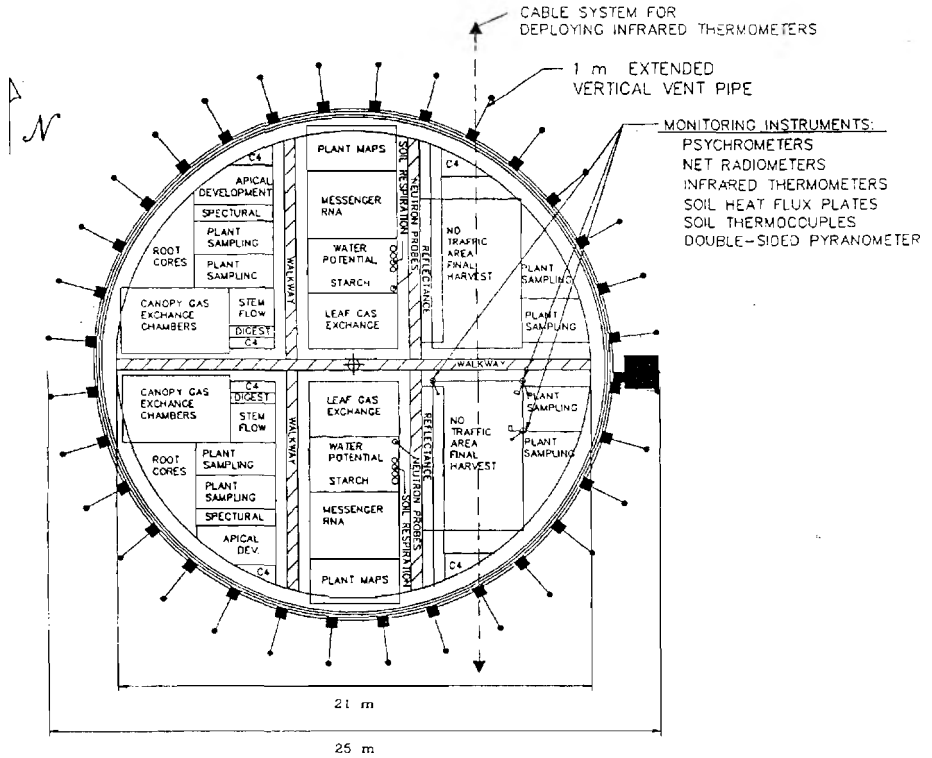 CABLE SYSTEM FOR
DEPLOYING INFRARED THERMOMETERS
1 m EXTENDED
VERTICAL VENT PIPE
N
MONITORING INSTRUMENTS:
PSYCHROMETERS
NET RADIOMETERS
INFRARED THERMOMETERS
SOIL HEAT FLUX PLATES
SOIL THERMOCCUPLES
DOUBLE-SIDED PYRANOMETER
C4
APICAL
DEVELOPMENT
SPECTURAL
PLANT
SAMPLING
PLANT
SAMPLING
ROOT
CORES
CANOPY GAS
EXCHANGE
CHAMBERS
STEM
FLOW
DIGEST
C4
WALKWAY
PLANT MAPS
MESSENGER
RNA
WATER
POTENTIAL
STARCH
LEAF GAS
EXCHANGE
SOIL RESPIRATION
NEUTRON PROBES
REFLECTANCE
C4
NO
TRAFFIC
AREA
FINAL
HARVEST
PLANT
SAMPLING
PLANT
SAMPLING
WALKWAY
CANOPY GAS
EXCHANGE
CHAMBERS
C4
DIGEST
STEM
FLOW
ROOT
CORES
PLANT
SAMPLING
PLANT
SAMPLING
SPECTURAL
APICAL
DEV.
C4
WALKWAY
LEAF GAS
EXCHANGE
WATER
POTENTIAL
STARCH
MESSENGER
RNA
PLANT MAPS
REFLECTANCE
NEUTRON PROBES
SOIL RESPIRATION
NO
TRAFFIC
AREA
FINAL
HARVEST
PLANT
SAMPLING
PLANT
SAMPLING
C4
21 m
25 m